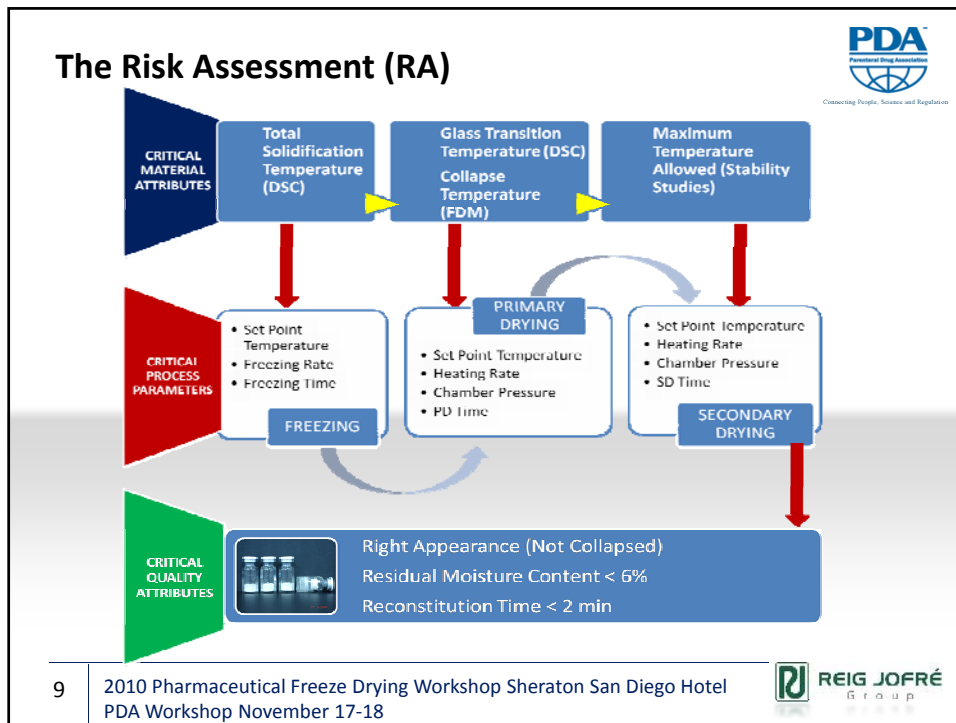 The Risk Assessment (RA)
PDA
Parenteral Drug Association
Connecting People, Science and Regulation
CRITICAL
MATERIAL
ATTRIBUTES
Total
Solidification
Temperature
(DSC)
Glass Transition
Temperature (DSC)
Collapse
Temperature
(FDM)
Maximum
Temperature
Allowed (Stability
Studies)
CRITICAL
PROCESS
PARAMETERS
• Set Point
Temperature
• Freezing Rate
• Freezing Time
FREEZING
PRIMARY
DRYING
• Set Point Temperature
• Heating Rate
• Chamber Pressure
• PD Time
• Set Point Temperature
• Heating Rate
• Chamber Pressure
• SD Time
SECONDARY
DRYING
CRITICAL
QUALITY
ATTRIBUTES
Right Appearance (Not Collapsed)
Residual Moisture Content < 6%
Reconstitution Time < 2 min
9
2010 Pharmaceutical Freeze Drying Workshop Sheraton San Diego Hotel
PDA Workshop November 17-18
REIG JOFRÉ
Group